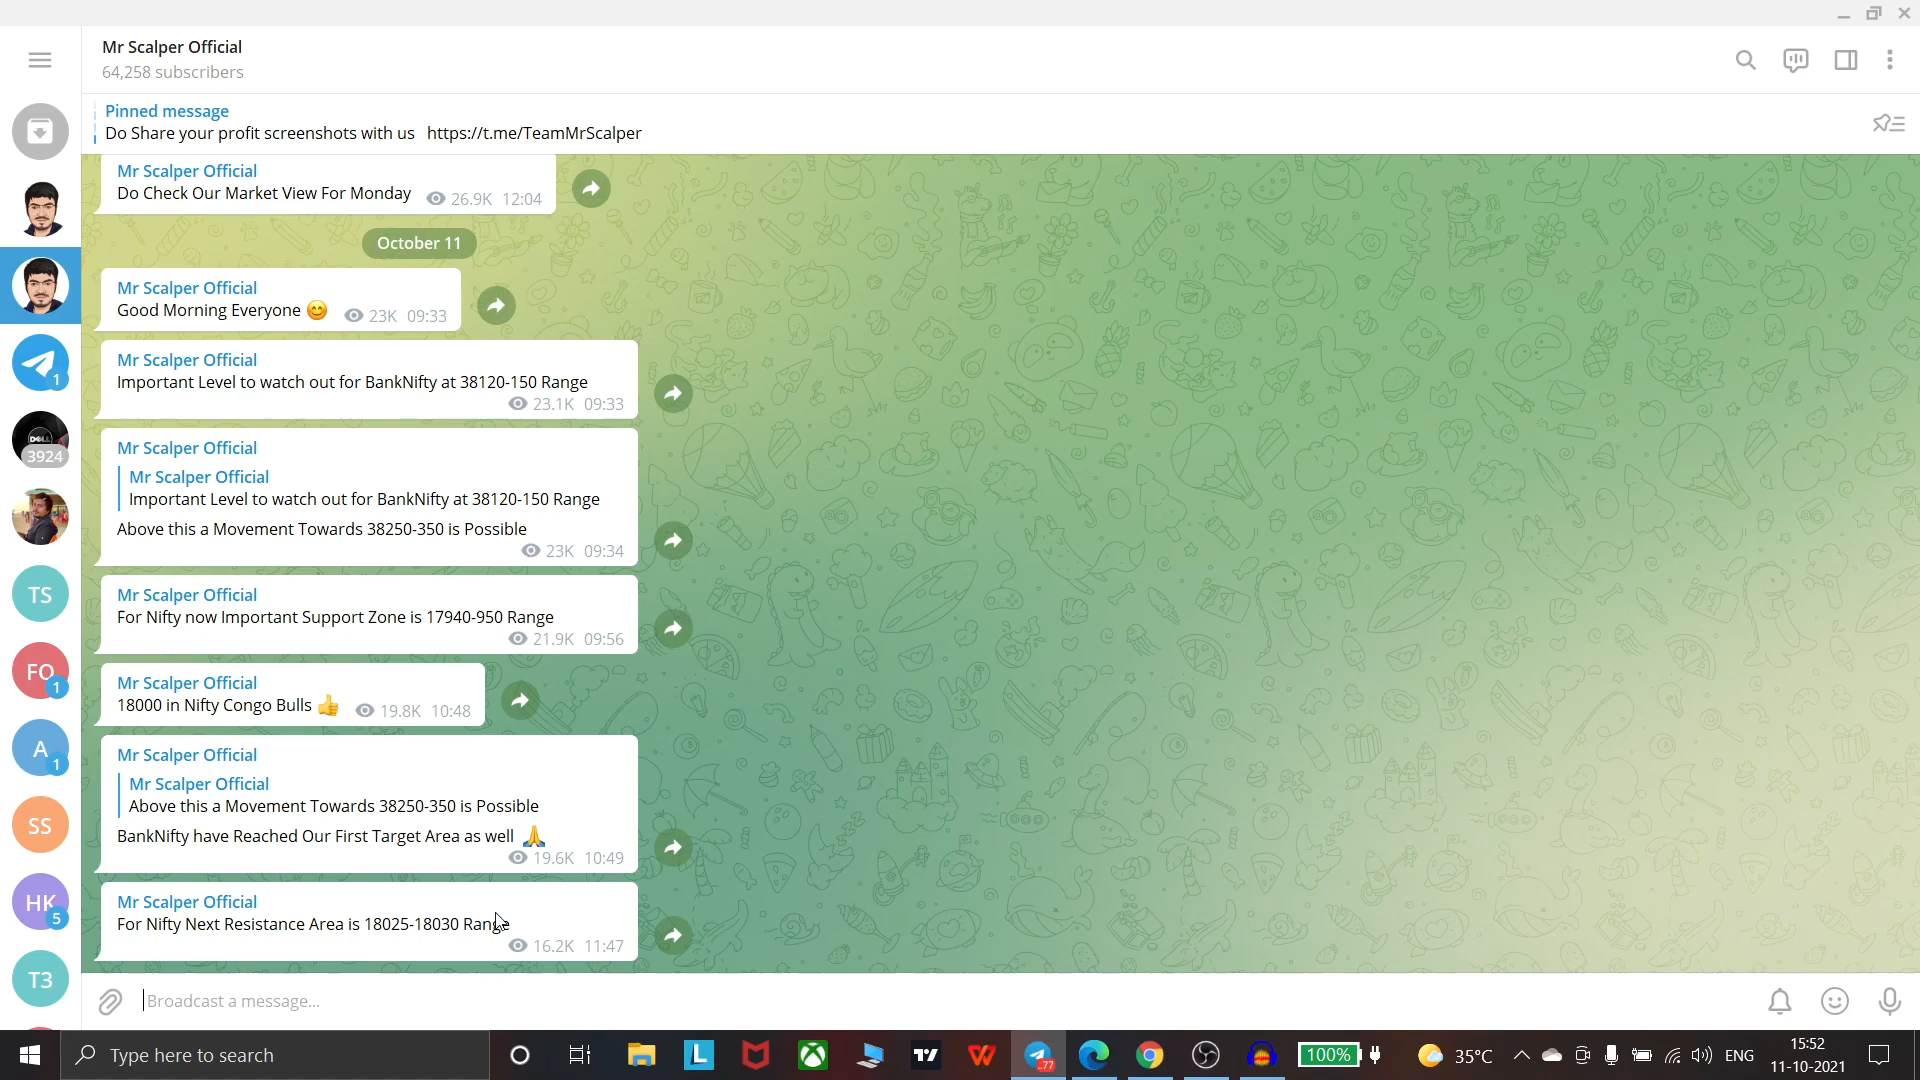 Mr Scalper Official
64,258 subscribers
Pinned message
Do Share your profit screenshots with us https://t.me/TeamMrScalper
Mr Scalper Official
Do Check Our Market View For Monday 26.9K 12:04
October 11
Mr Scalper Official
Good Morning Everyone 😊 23K 09:33
Mr Scalper Official
Important Level to watch out for BankNifty at 38120-150 Range
23.1K 09:33
Mr Scalper Official
Mr Scalper Official
Important Level to watch out for BankNifty at 38120-150 Range
Above this a Movement Towards 38250-350 is Possible
23K 09:34
Mr Scalper Official
For Nifty now Important Support Zone is 17940-950 Range
21.9K 09:56
Mr Scalper Official
18000 in Nifty Congo Bulls 👍 19.8K 10:48
Mr Scalper Official
Mr Scalper Official
Above this a Movement Towards 38250-350 is Possible
BankNifty have Reached Our First Target Area as well 🙏
19.6K 10:49
Mr Scalper Official
For Nifty Next Resistance Area is 18025-18030 Range
16.2K 11:47
Broadcast a message...
1
DELL
3924
TS
FO
1
A
1
SS
HK
5
T3
Type here to search
L
..77
100%
35°C
ENG
15:52
11-10-2021